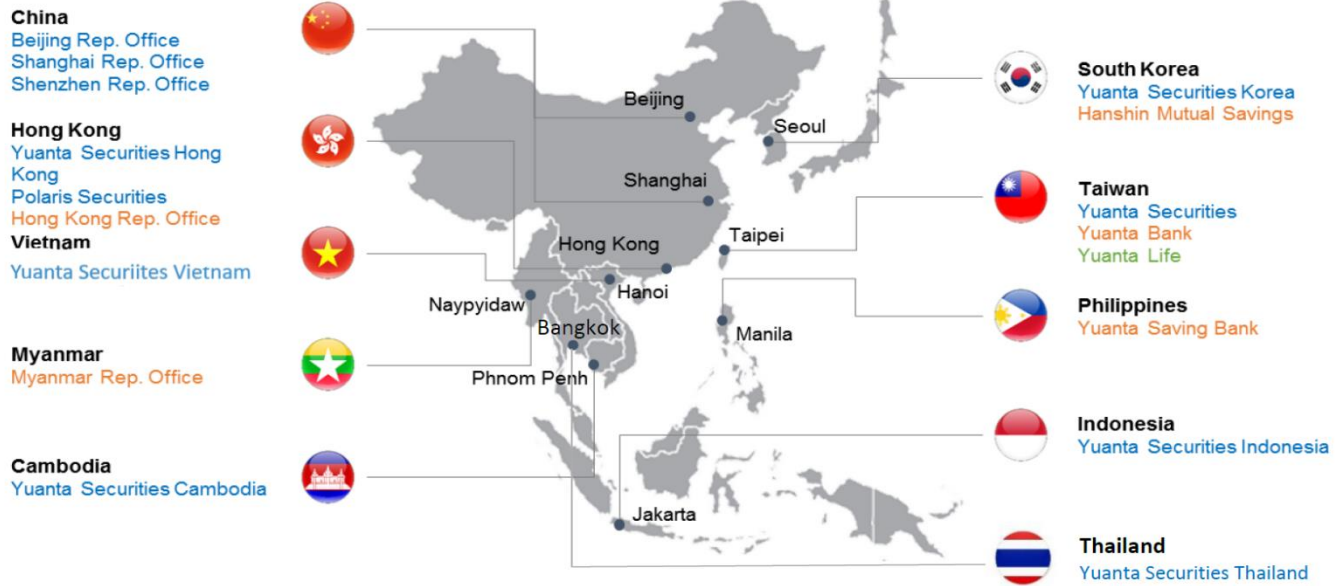 China
Beijing Rep. Office
Shanghai Rep. Office
Shenzhen Rep. Office
Hong Kong
Yuanta Securities Hong
Kong
Polaris Securities
Hong Kong Rep. Office
Vietnam
Yuanta Securiites Vietnam
Myanmar
Myanmar Rep. Office
Cambodia
Yuanta Securities Cambodia
Beijing
Seoul
Shanghai
Taipei
Hong Kong
Hanoi
Naypyidaw
Bangkok
Manila
Phnom Penh
Jakarta
South Korea
Yuanta Securities Korea
Hanshin Mutual Savings
Taiwan
Yuanta Securities
Yuanta Bank
Yuanta Life
Philippines
Yuanta Saving Bank
Indonesia
Yuanta Securities Indonesia
Thailand
Yuanta Securities Thailand